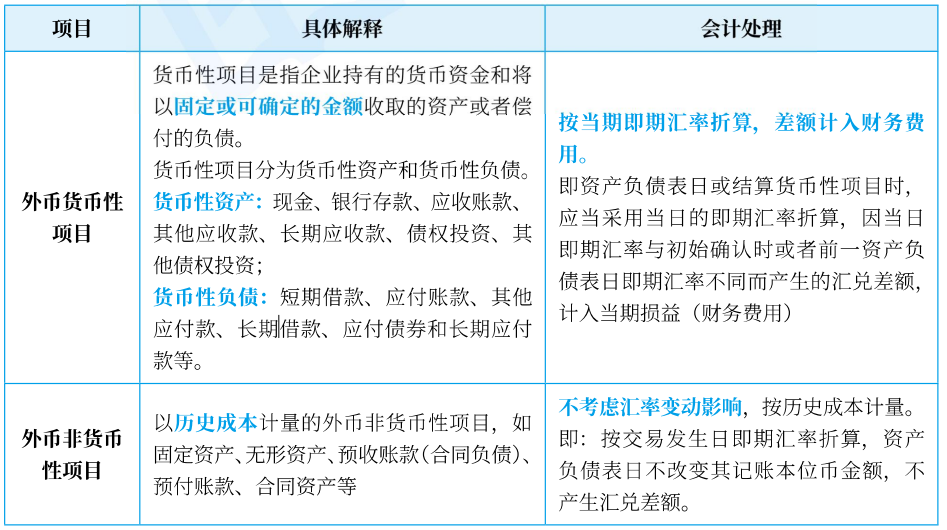 项目
具体解释
会计处理
外币货币性
项目
货币性项目是指企业持有的货币资金和将
以固定或可确定的金额收取的资产或者偿
付的负债。
货币性项目分为货币性资产和货币性负债。
货币性资产：现金、银行存款、应收账款、
其他应收款、长期应收款、债权投资、其
他债权投资；
货币性负债：短期借款、应付账款、其他
应付款、长期借款、应付债券和长期应付
款等。
按当期即期汇率折算，差额计入财务费
用。
即资产负债表日或结算货币性项目时，
应当采用当日的即期汇率折算，因当日
即期汇率与初始确认时或者前一资产负
债表日即期汇率不同而产生的汇兑差额，
计入当期损益（财务费用）
外币非货币
性项目
以历史成本计量的外币非货币性项目，如
固定资产、无形资产、预收账款（合同负债）、
预付账款、合同资产等
不考虑汇率变动影响，按历史成本计量。
即：按交易发生日即期汇率折算，资产
负债表日不改变其记账本位币金额，不
产生汇兑差额。